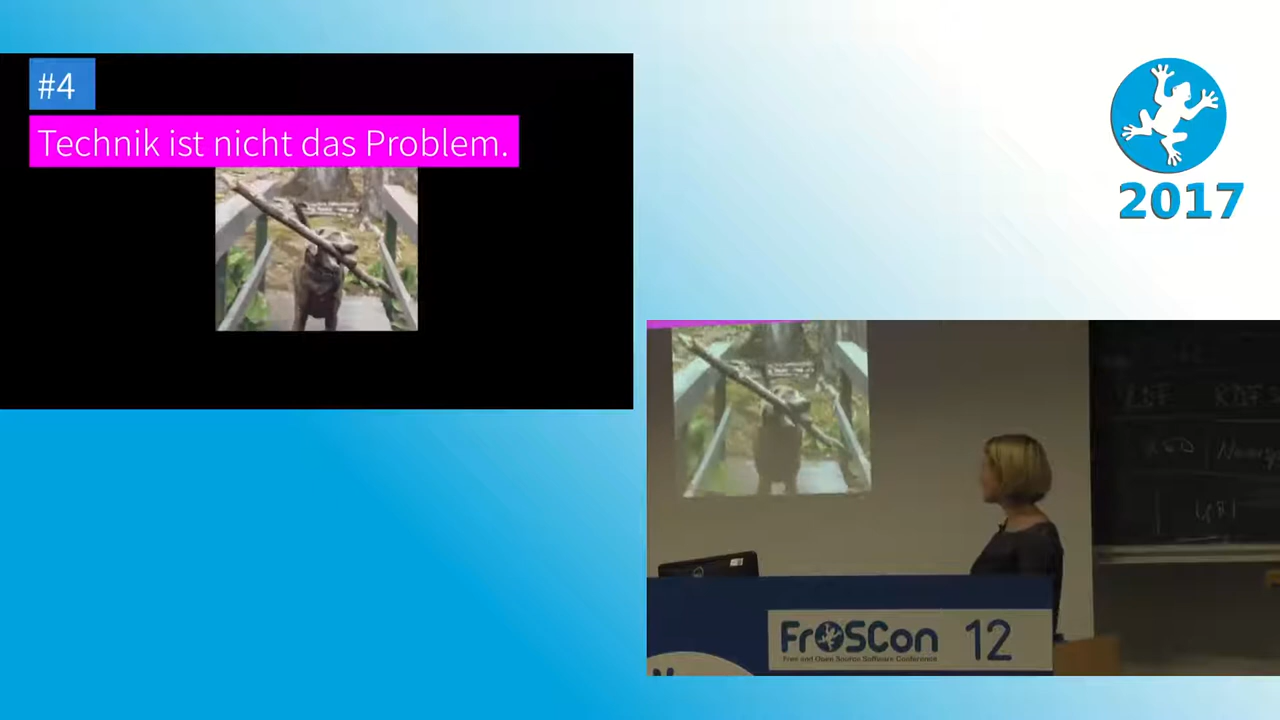 #4
Technik ist nicht das Problem.
2017
FrOSCon 12
Free and Open Source Software Conference